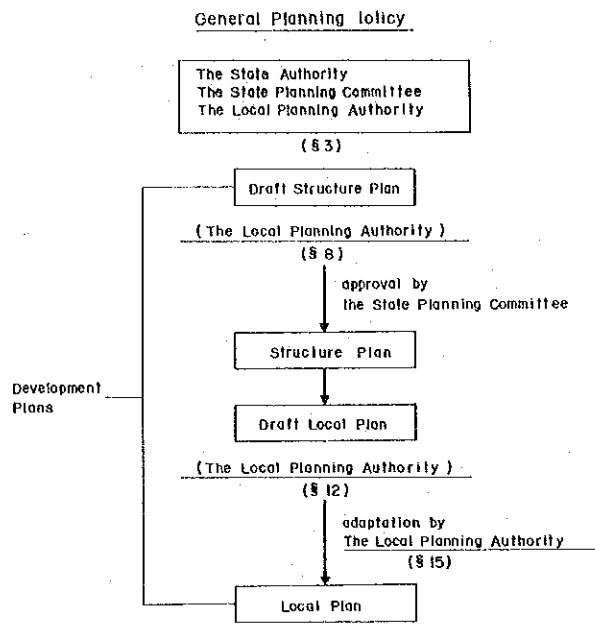 General Planning Iolicy
The State Authority
The State Planning Committee
The Local Planning Authority
(§ 3)
Draft Structure Plan
(The Local Planning Authority)
(§ 8)
approval by
the State Planning Committee
Structure Plan
Development
Plans
Draft Local Plan
(The Local Planning Authority)
(§ 12)
adaptation by
The Local Planning Authority
(§ 15)
Local Plan